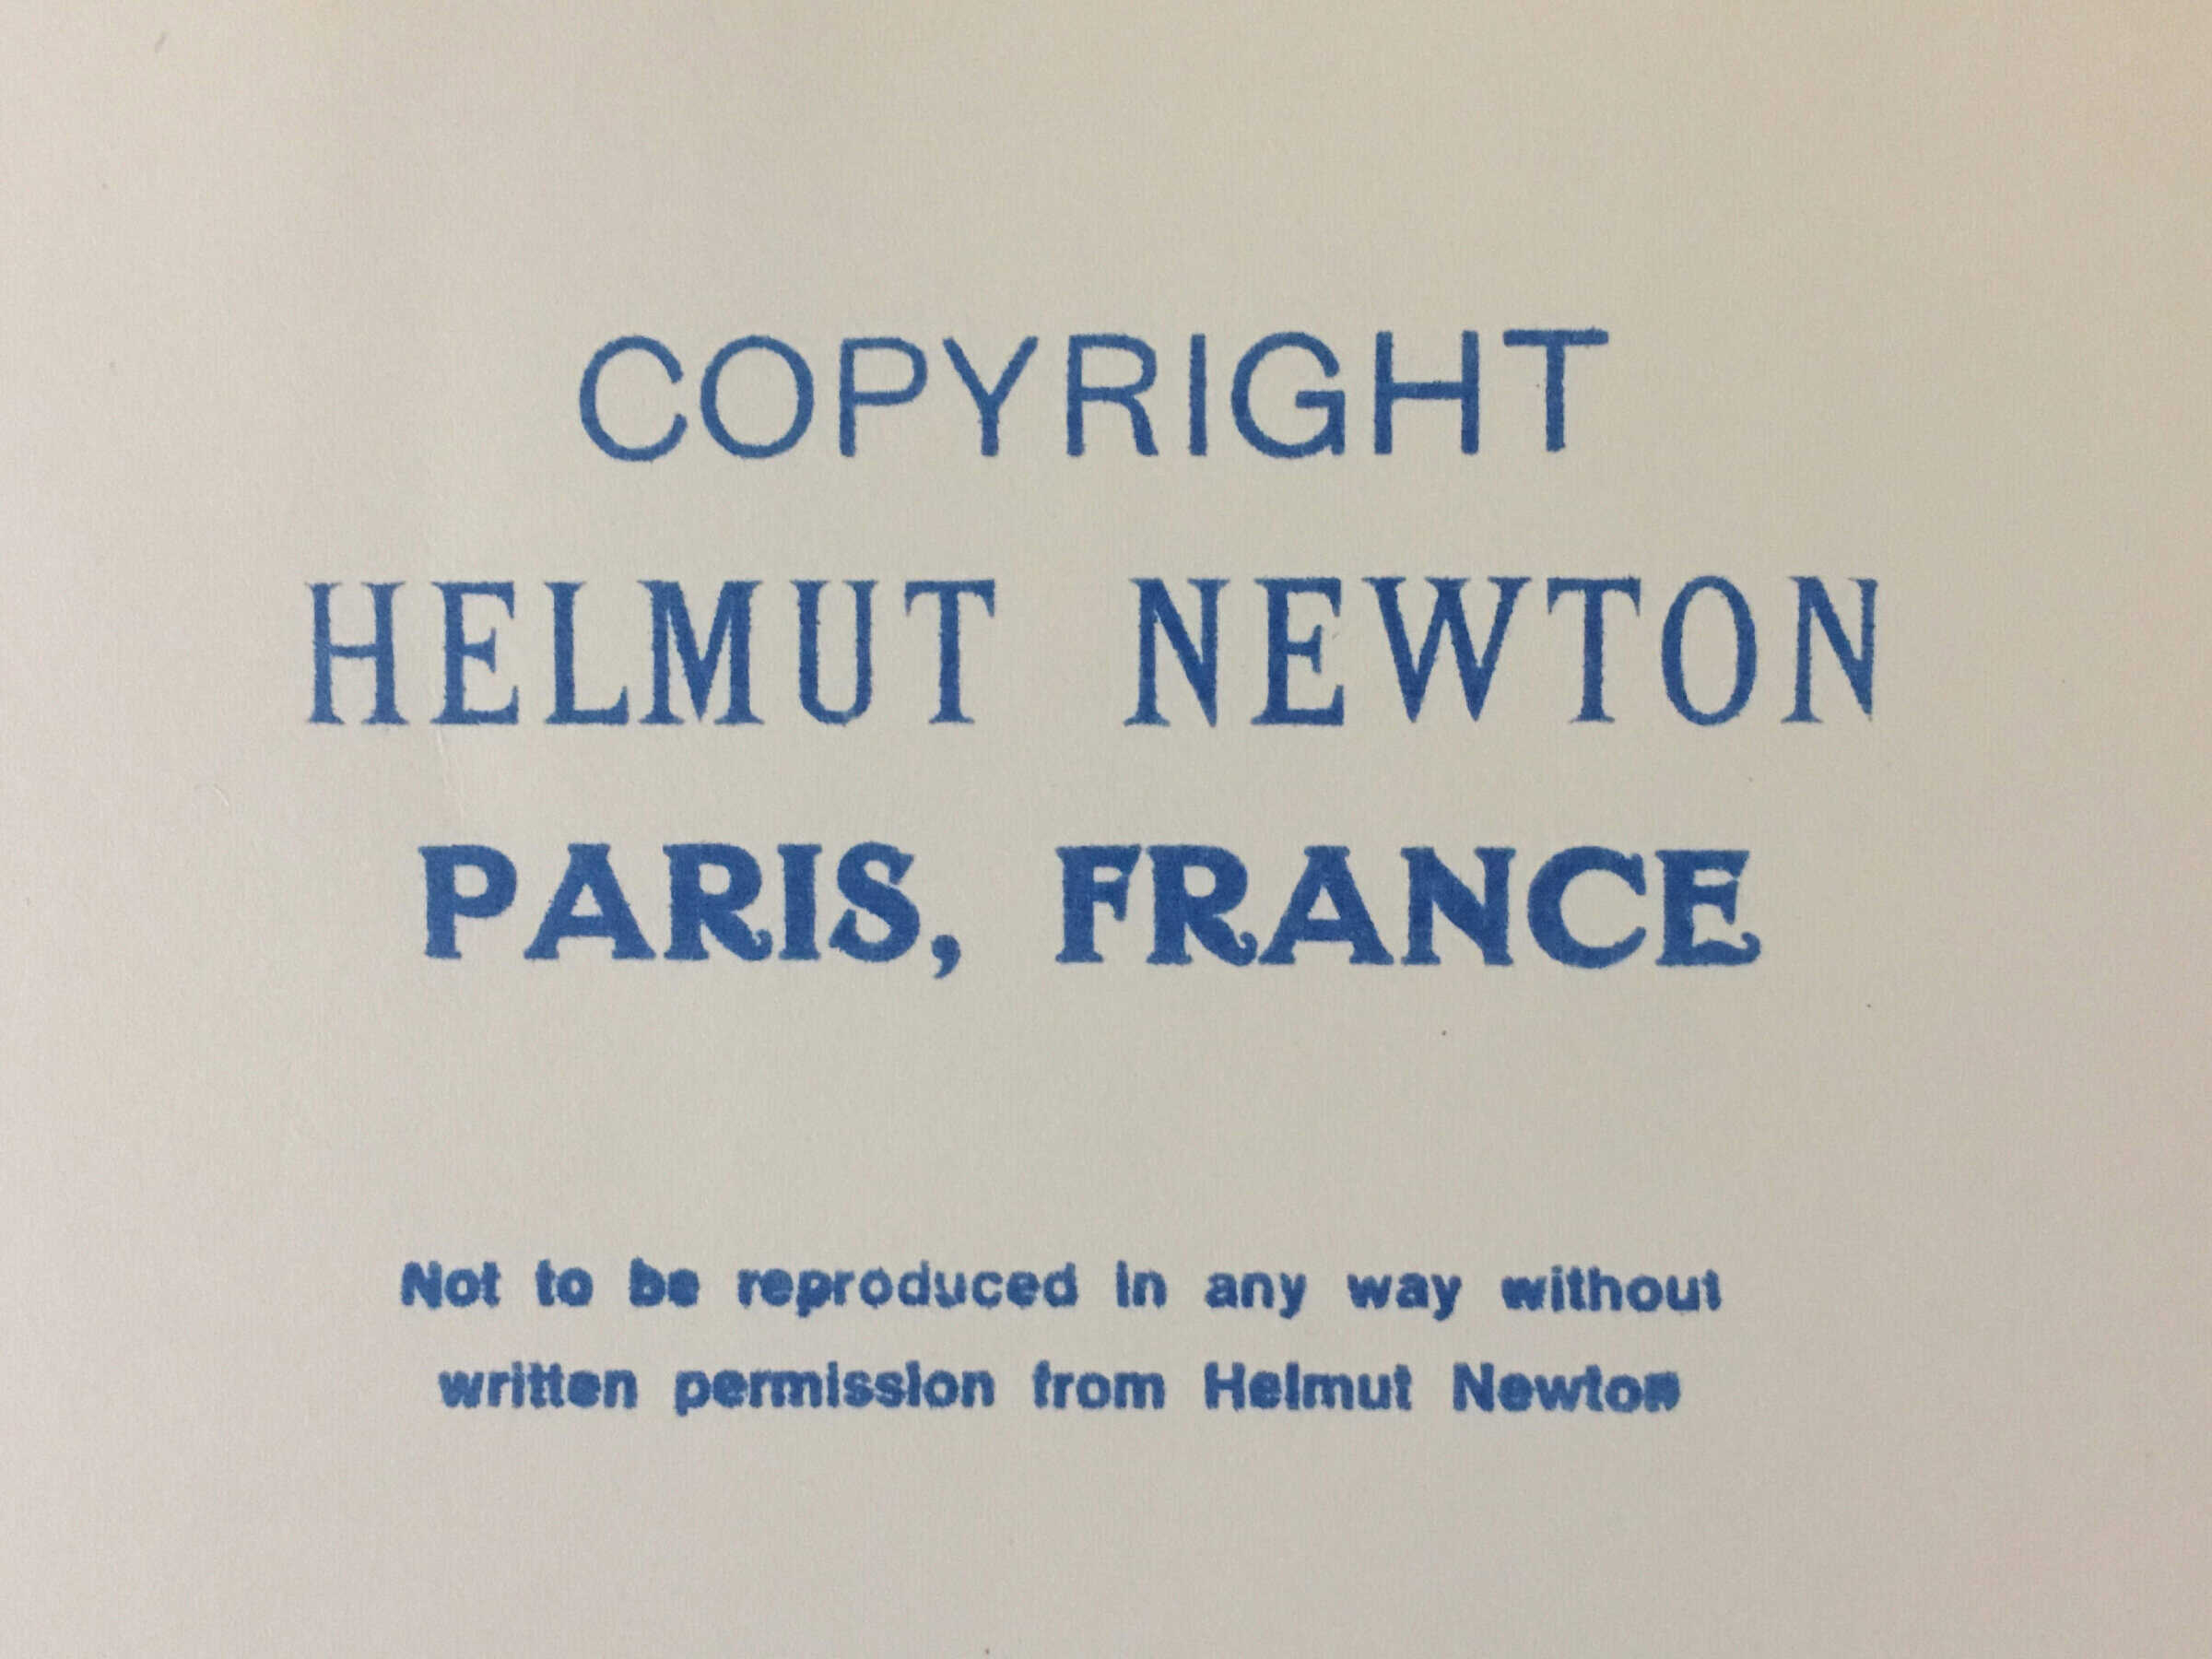 COPYRIGHT
HELMUT NEWTON
PARIS, FRANCE
Not to be reproduced in any way without
written permission from Helmut Newton